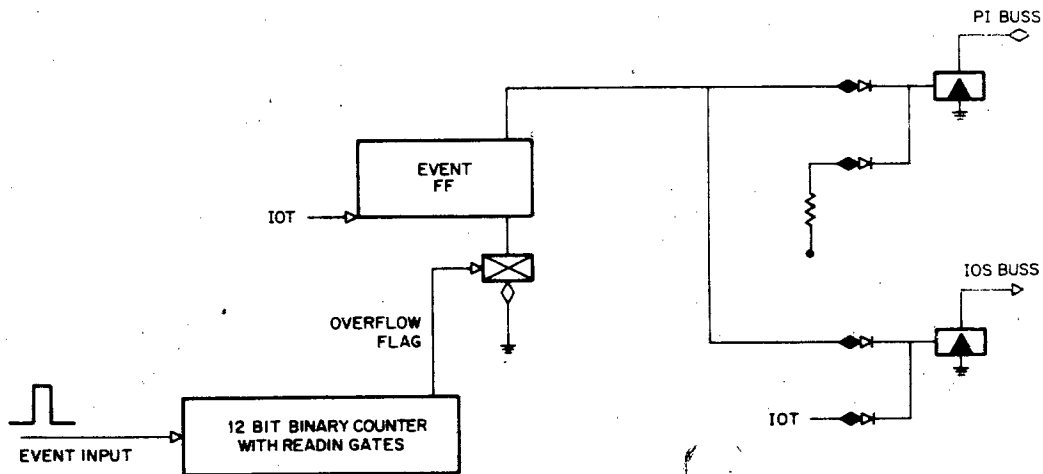 PI BUSS
EVENT
FF
IOT
IOS BUSS
OVERFLOW
FLAG
IOT
12 BIT BINARY COUNTER
WITH READIN GATES
EVENT INPUT